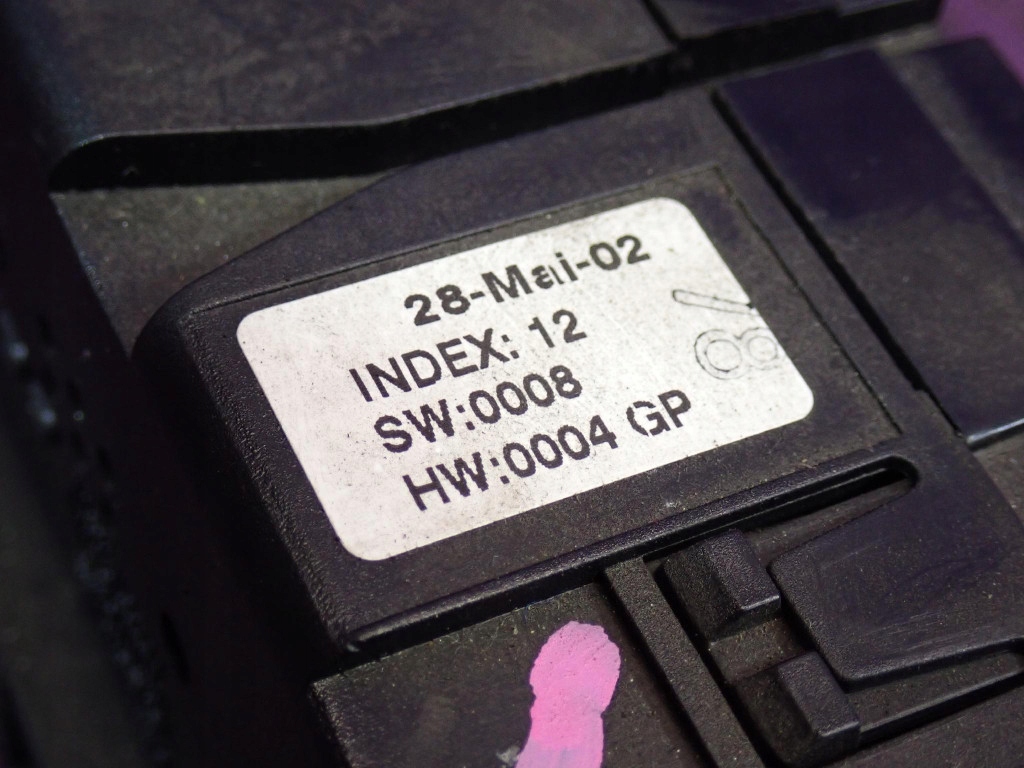 28-Mai-02
INDEX: 12
SW:0008
HW:0004 GP